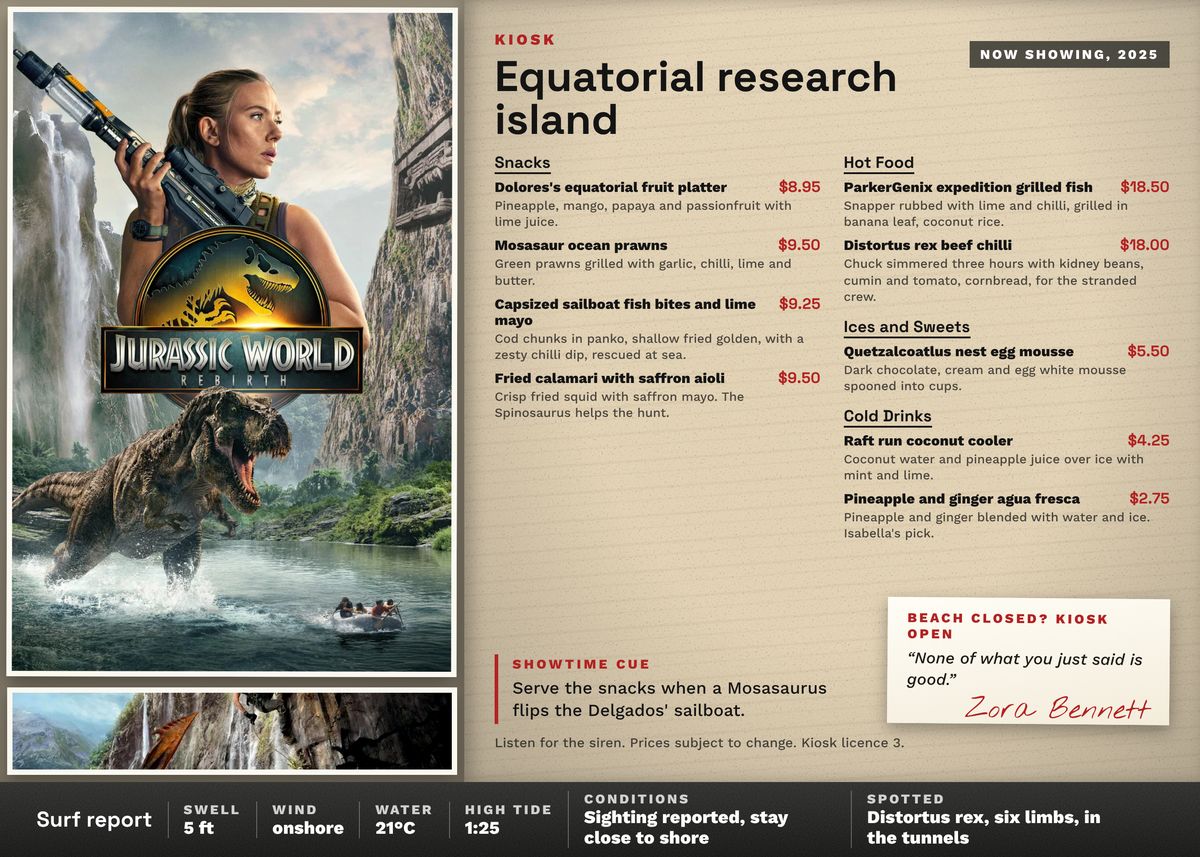 JURASSIC WORLD
REBIRTH
KIOSK
NOW SHOWING, 2025
Equatorial research
island
Snacks
Dolores's equatorial fruit platter $8.95
Pineapple, mango, papaya and passionfruit with
lime juice.
Mosasaur ocean prawns $9.50
Green prawns grilled with garlic, chilli, lime and
butter.
Capsized sailboat fish bites and lime $9.25
mayo
Cod chunks in panko, shallow fried golden, with a
zesty chilli dip, rescued at sea.
Fried calamari with saffron aioli $9.50
Crisp fried squid with saffron mayo. The
Spinosaurus helps the hunt.
Hot Food
ParkerGenix expedition grilled fish $18.50
Snapper rubbed with lime and chilli, grilled in
banana leaf, coconut rice.
Distortus rex beef chilli $18.00
Chuck simmered three hours with kidney beans,
cumin and tomato, cornbread, for the stranded
crew.
Ices and Sweets
Quetzalcoatlus nest egg mousse $5.50
Dark chocolate, cream and egg white mousse
spooned into cups.
Cold Drinks
Raft run coconut cooler $4.25
Coconut water and pineapple juice over ice with
mint and lime.
Pineapple and ginger agua fresca $2.75
Pineapple and ginger blended with water and ice.
Isabella's pick.
SHOWTIME CUE
Serve the snacks when a Mosasaurus
flips the Delgados' sailboat.
BEACH CLOSED? KIOSK
OPEN
“None of what you just said is
good.”
Zora Bennett
Listen for the siren. Prices subject to change. Kiosk licence 3.
Surf report
SWELL
5 ft
WIND
onshore
WATER
21°C
HIGH TIDE
1:25
CONDITIONS
Sighting reported, stay
close to shore
SPOTTED
Distortus rex, six limbs, in
the tunnels